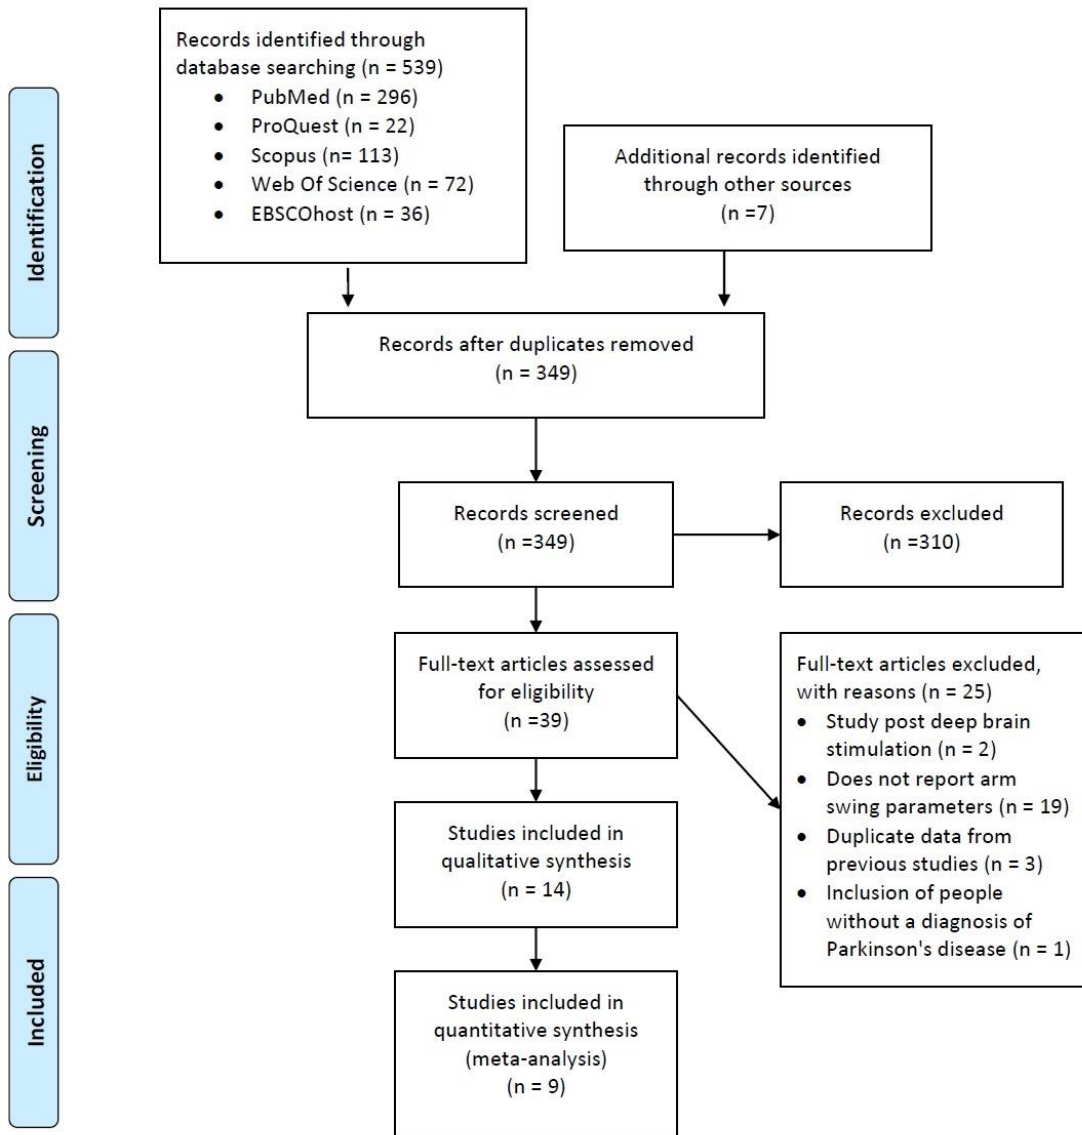 Records identified through
database searching (n = 539)
• PubMed (n = 296)
• ProQuest (n = 22)
• Scopus (n= 113)
• Web Of Science (n = 72)
• EBSCOhost (n = 36)
Additional records identified
through other sources
(n =7)
Identification
Records after duplicates removed
(n = 349)
Screening
Records screened
(n =349)
Records excluded
(n =310)
Eligibility
Full-text articles assessed
for eligibility
(n =39)
Full-text articles excluded,
with reasons (n = 25)
• Study post deep brain
stimulation (n = 2)
• Does not report arm
swing parameters (n = 19)
• Duplicate data from
previous studies (n = 3)
• Inclusion of people
without a diagnosis of
Parkinson's disease (n = 1)
Studies included in
qualitative synthesis
(n = 14)
Included
Studies included in
quantitative synthesis
(meta-analysis)
(n = 9)